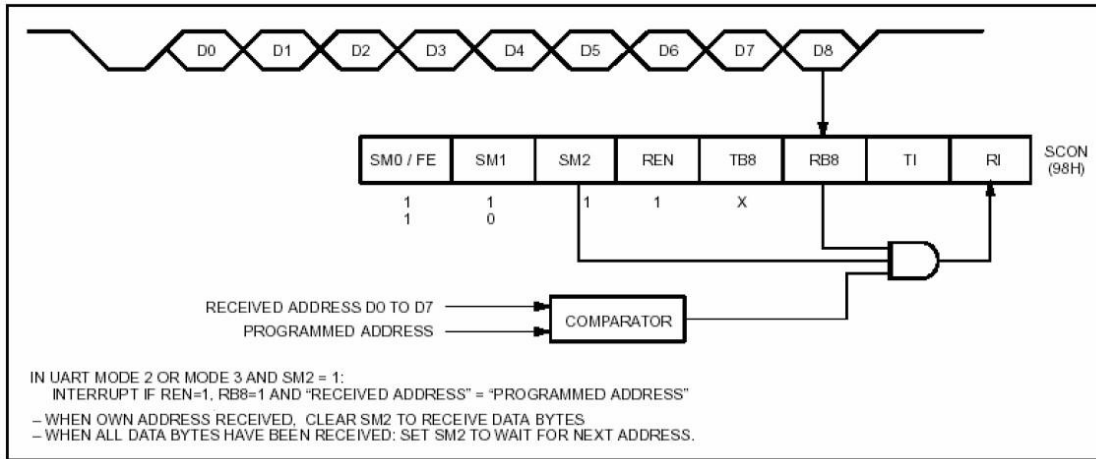 D0 D1 D2 D3 D4 D5 D6 D7 D8
SM0 / FE SM1 SM2 REN TB8 RB8 TI RI SCON
(98H)
1 1 1 1 X
1 0
RECEIVED ADDRESS D0 TO D7
PROGRAMMED ADDRESS
COMPARATOR
IN UART MODE 2 OR MODE 3 AND SM2 = 1:
INTERRUPT IF REN=1, RB8=1 AND “RECEIVED ADDRESS” = “PROGRAMMED ADDRESS”
– WHEN OWN ADDRESS RECEIVED, CLEAR SM2 TO RECEIVE DATA BYTES
– WHEN ALL DATA BYTES HAVE BEEN RECEIVED: SET SM2 TO WAIT FOR NEXT ADDRESS.